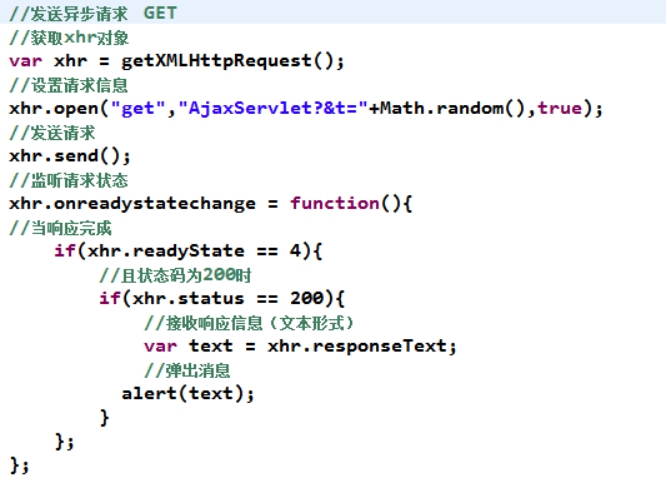 //发送异步请求 GET
//获取xhr对象
var xhr = getXMLHttpRequest();
//设置请求信息
xhr.open("get","AjaxServlet?&t="+Math.random(),true);
//发送请求
xhr.send();
//监听请求状态
xhr.onreadystatechange = function(){
//当响应完成
    if(xhr.readyState == 4){
        //且状态码为200时
        if(xhr.status == 200){
            //接收响应信息（文本形式）
            var text = xhr.responseText;
            //弹出消息
          alert(text);
        }
    };
};